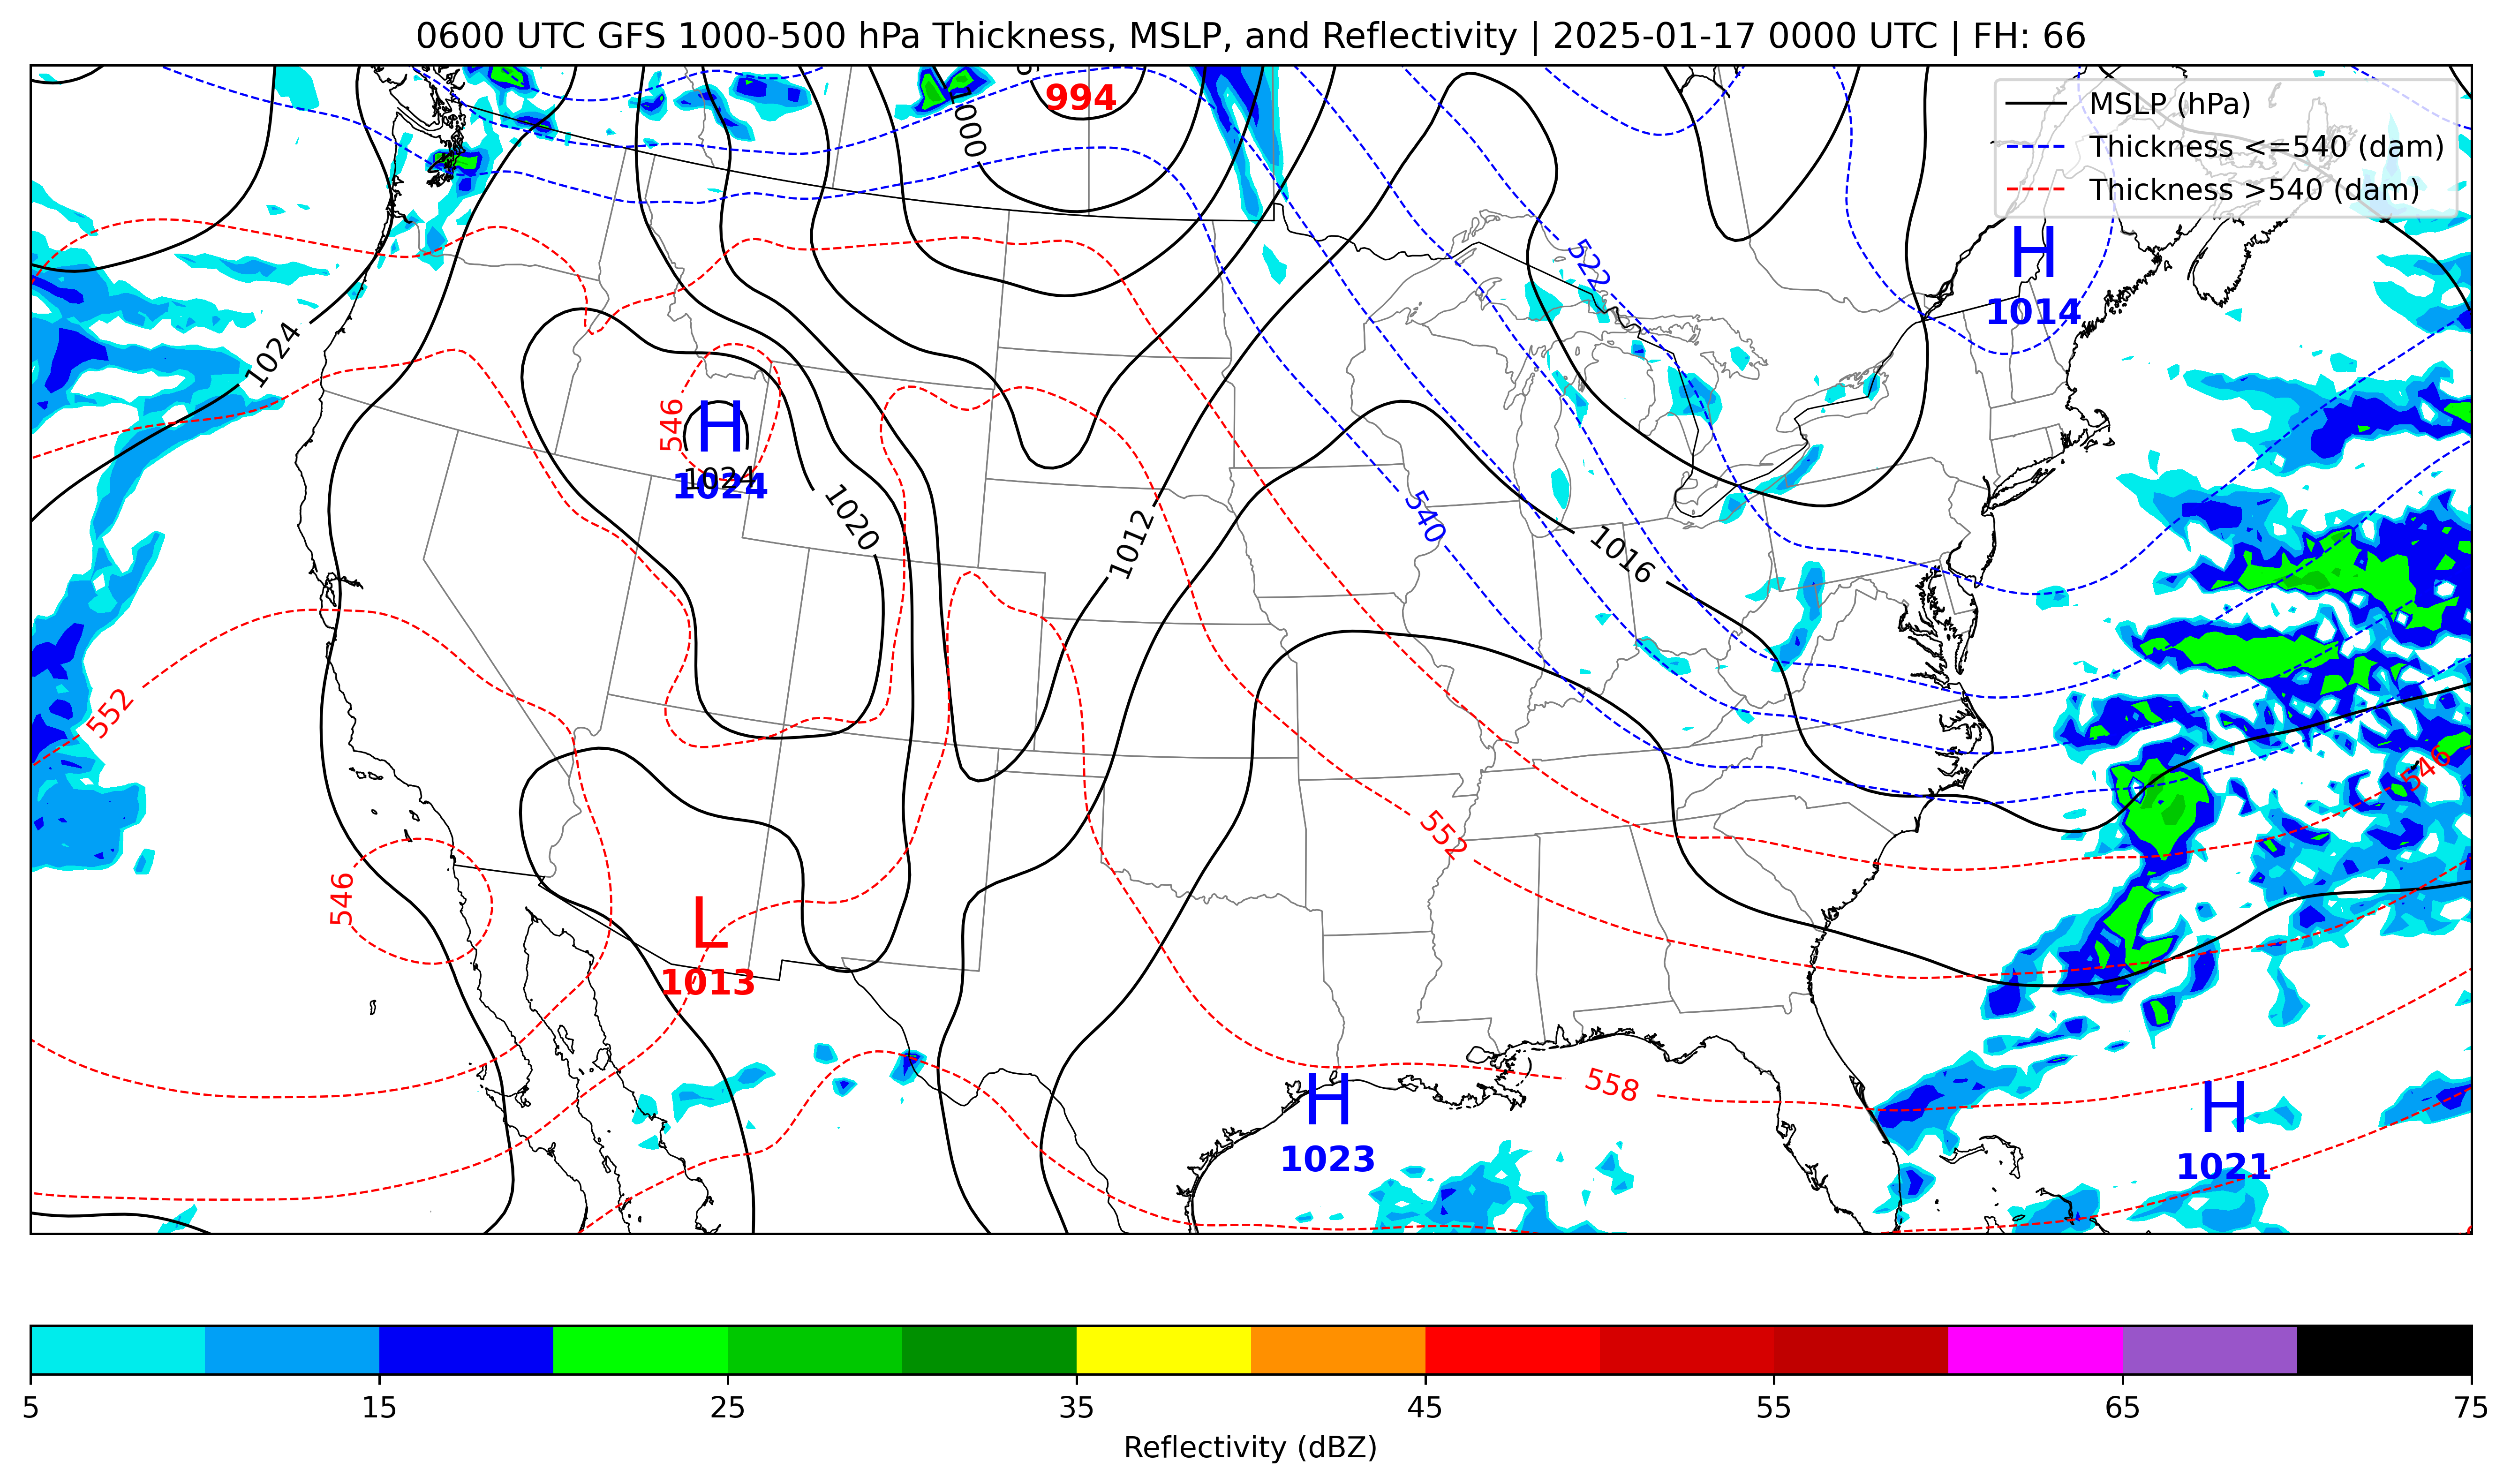 0600 UTC GFS 1000-500 hPa Thickness, MSLP, and Reflectivity | 2025-01-17 0000 UTC | FH: 66
MSLP (hPa)
Thickness <=540 (dam)
Thickness >540 (dam)
994
1000
522
H
1014
1024
546
H
1024
1024
1020
1012
540
1016
552
546
552
546
L
1013
558
H
1023
H
1021
5 15 25 35 45 55 65 75
Reflectivity (dBZ)